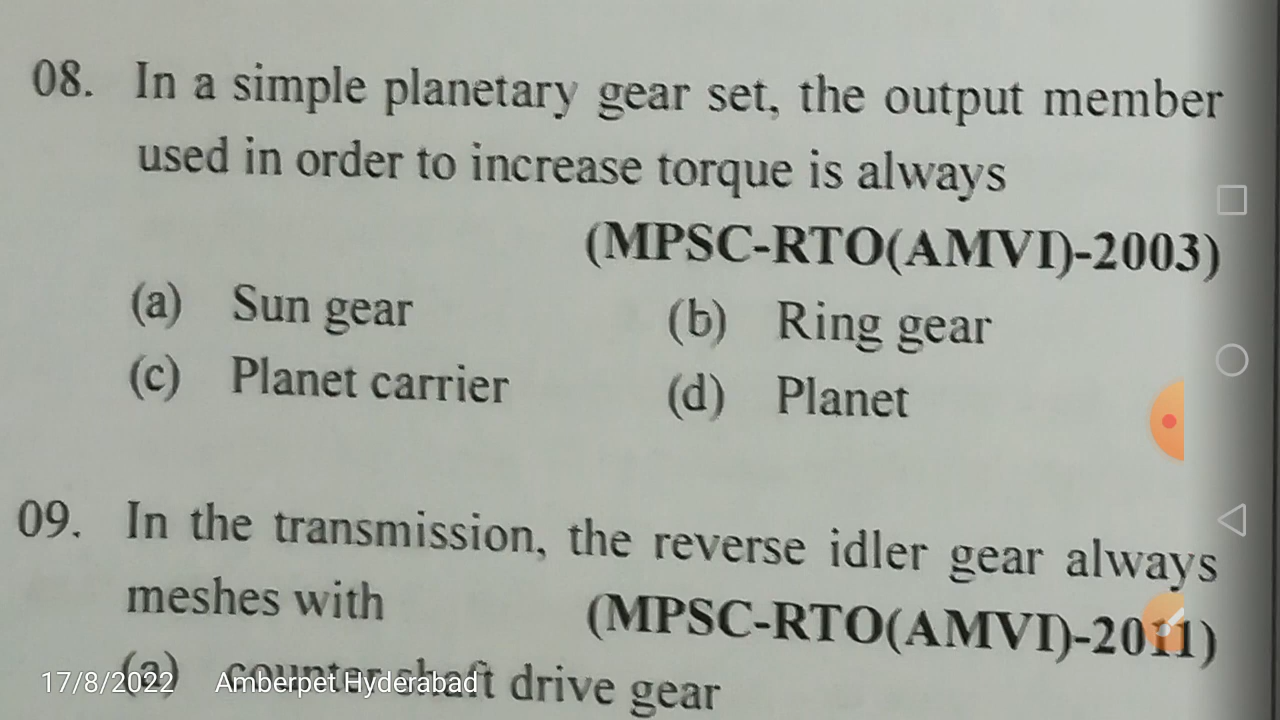 08. In a simple planetary gear set, the output member
used in order to increase torque is always
(MPSC-RTO(AMVI)-2003)
(a) Sun gear (b) Ring gear
(c) Planet carrier (d) Planet
09. In the transmission, the reverse idler gear always
meshes with (MPSC-RTO(AMVI)-2011)
(a) counter shaft drive gear
17/8/2022 Amberpet Hyderabad